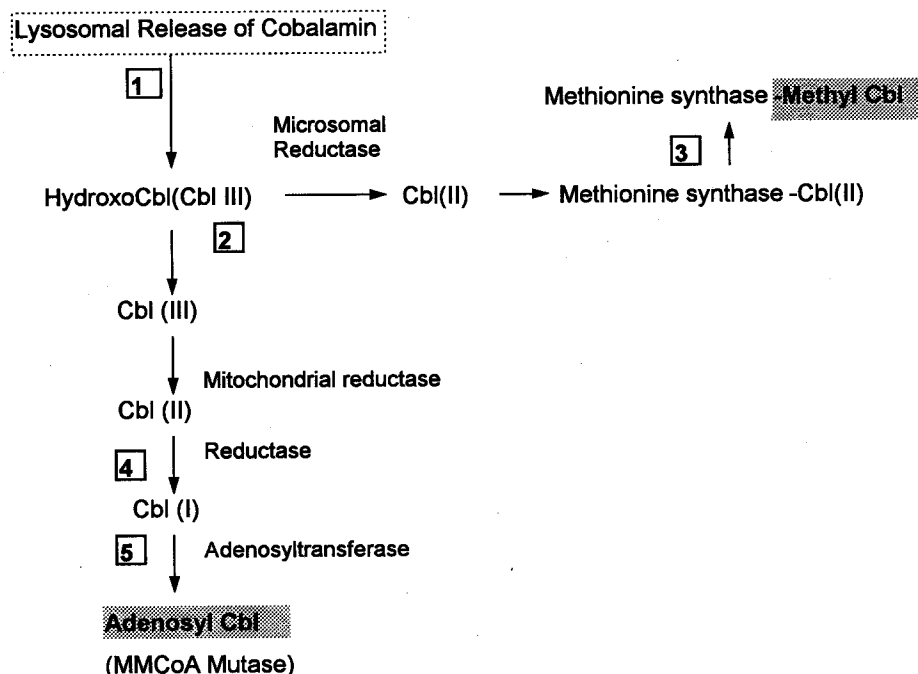 Lysosomal Release of Cobalamin
1
Methionine synthase -Methyl Cbl
Microsomal
Reductase
3
HydroxoCbl(Cbl III)
Cbl(II)
Methionine synthase -Cbl(II)
2
Cbl (III)
Mitochondrial reductase
Cbl (II)
4
Reductase
Cbl (I)
5
Adenosyltransferase
Adenosyl Cbl
(MMCoA Mutase)